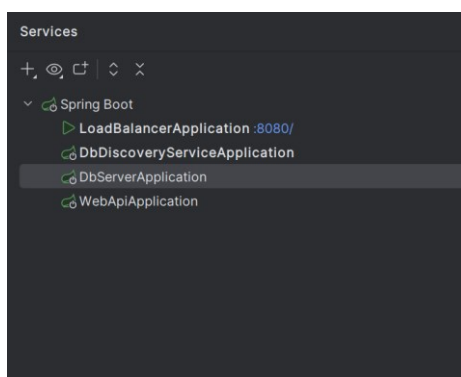 Services
Spring Boot
LoadBalancerApplication :8080/
DbDiscoveryServiceApplication
DbServerApplication
WebApiApplication